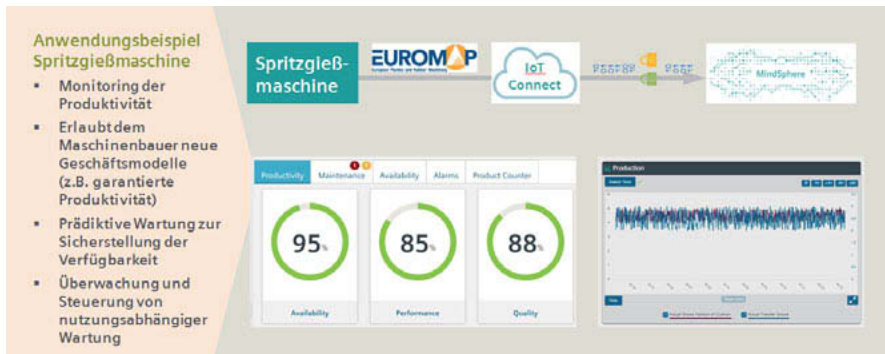 Anwendungsbeispiel
Spritzgießmaschine
▪ Monitoring der
Produktivität
▪ Erlaubt dem
Maschinenbauer neue
Geschäftsmodelle
(z.B. garantierte
Produktivität)
▪ Prädiktive Wartung zur
Sicherstellung der
Verfügbarkeit
▪ Überwachung und
Steuerung von
nutzungsabhängiger
Wartung
Spritzgieß-
maschine
EUROMAP
IoT
Connect
MindSphere
Productivity Maintenance Availability Alarms Product Counter
95%
Availability
85%
Performance
88%
Quality
Production